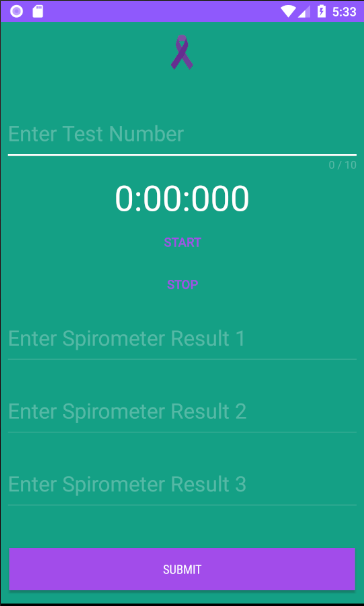 5:33
Enter Test Number
0 / 10
0:00:000
START
STOP
Enter Spirometer Result 1
Enter Spirometer Result 2
Enter Spirometer Result 3
SUBMIT